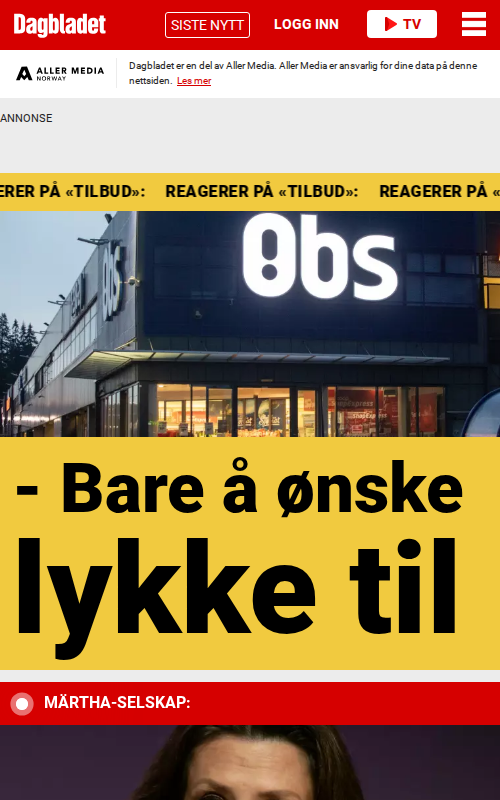 Dagbladet
SISTE NYTT
LOGG INN
TV
ALLER MEDIA
NORWAY
Dagbladet er en del av Aller Media. Aller Media er ansvarlig for dine data på denne
nettsiden. Les mer
ANNONSE
ERER PÅ «TILBUD»: REAGERER PÅ «TILBUD»: REAGERER PÅ «
Obs
- Bare å ønske
lykke til
MÄRTHA-SELSKAP: